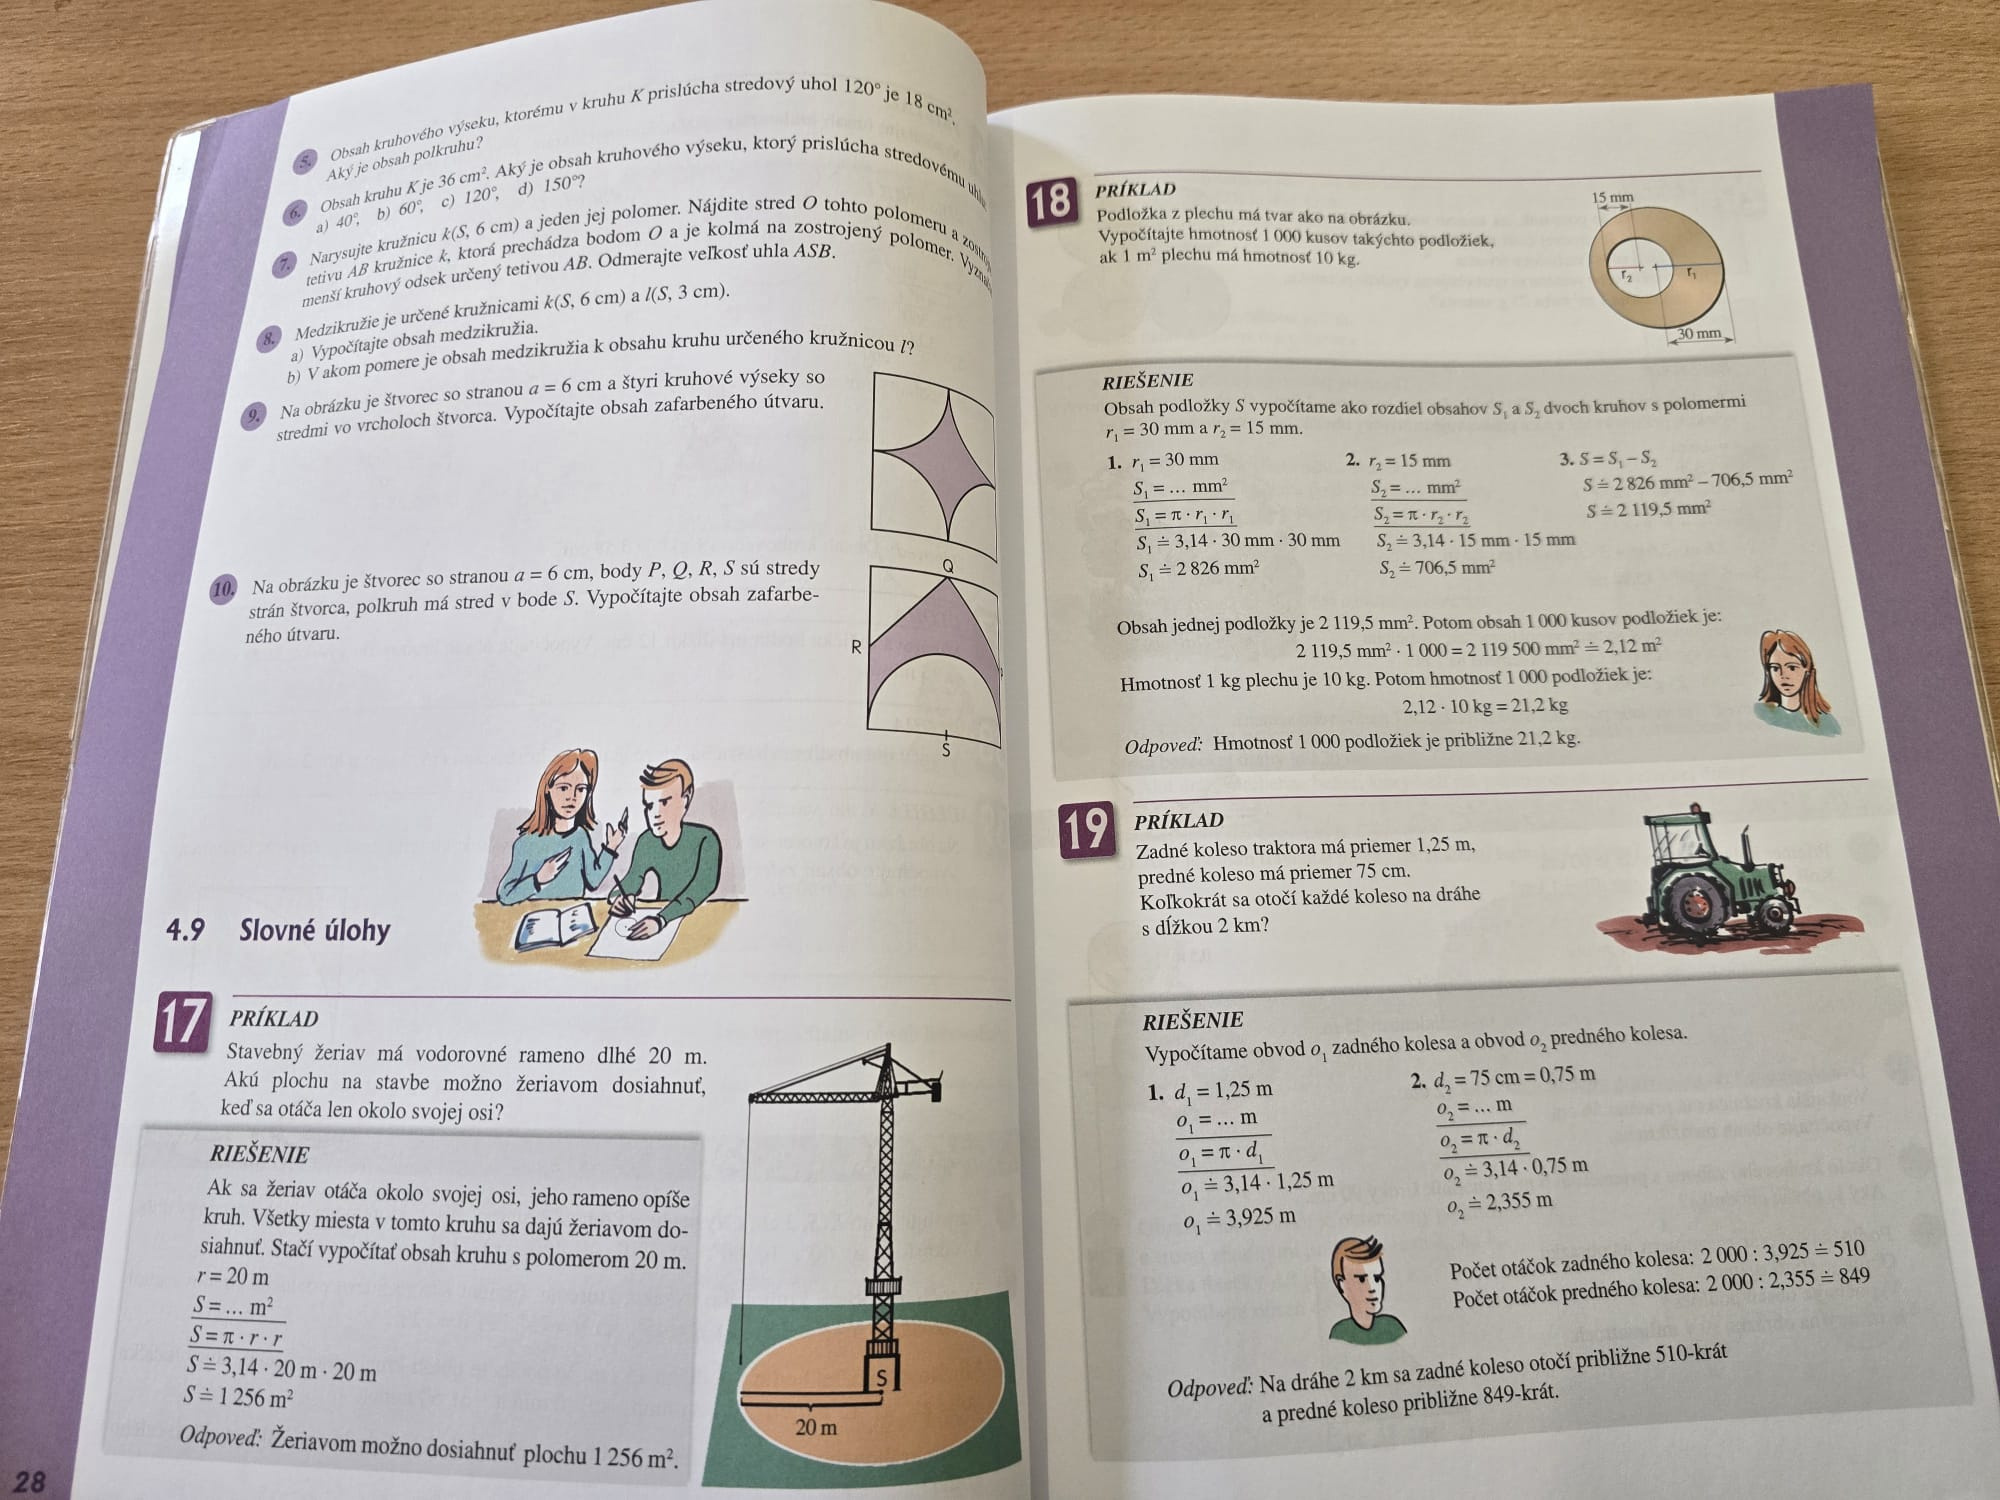 5. Obsah kruhového výseku, ktorému v kruhu K prislúcha stredový uhol 120° je 18 cm².
Aký je obsah polkruhu?
6. Obsah kruhu K je 36 cm². Aký je obsah kruhového výseku, ktorý prislúcha stredovému uhlu
a) 40°, b) 60°, c) 120°, d) 150°?
7. Narysujte kružnicu k(S, 6 cm) a jeden jej polomer. Nájdite stred O tohto polomeru a
tetivu AB kružnice k, ktorá prechádza bodom O a je kolmá na zostrojený polomer.
menší kruhový odsek určený tetivou AB. Odmerajte veľkosť uhla ASB.
8. Medzikružie je určené kružnicami k(S, 6 cm) a l(S, 3 cm).
a) Vypočítajte obsah medzikružia.
b) V akom pomere je obsah medzikružia k obsahu kruhu určeného kružnicou l?
9. Na obrázku je štvorec so stranou a = 6 cm a štyri kruhové výseky so
stredmi vo vrcholoch štvorca. Vypočítajte obsah zafarbeného útvaru.
10. Na obrázku je štvorec so stranou a = 6 cm, body P, Q, R, S sú stredy
strán štvorca, polkruh má stred v bode S. Vypočítajte obsah zafarbe-
ného útvaru.
Q
R
S
4.9 Slovné úlohy
17 PRÍKLAD
Stavebný žeriav má vodorovné rameno dlhé 20 m.
Akú plochu na stavbe možno žeriavom dosiahnuť,
keď sa otáča len okolo svojej osi?
RIEŠENIE
Ak sa žeriav otáča okolo svojej osi, jeho rameno opíše
kruh. Všetky miesta v tomto kruhu sa dajú žeriavom do-
siahnuť. Stačí vypočítať obsah kruhu s polomerom 20 m.
r = 20 m
S = ... m²
S = π · r · r
S ≐ 3,14 · 20 m · 20 m
S ≐ 1 256 m²
Odpoveď: Žeriavom možno dosiahnuť plochu 1 256 m².
S
20 m
28
18 PRÍKLAD
Podložka z plechu má tvar ako na obrázku.
Vypočítajte hmotnosť 1 000 kusov takýchto podložiek,
ak 1 m² plechu má hmotnosť 10 kg.
15 mm
r₂ r₁
30 mm
RIEŠENIE
Obsah podložky S vypočítame ako rozdiel obsahov S₁ a S₂ dvoch kruhov s polomermi
r₁ = 30 mm a r₂ = 15 mm.
1. r₁ = 30 mm 2. r₂ = 15 mm 3. S = S₁ – S₂
S₁ = ... mm² S₂ = ... mm² S ≐ 2 826 mm² – 706,5 mm²
S₁ = π · r₁ · r₁ S₂ = π · r₂ · r₂ S ≐ 2 119,5 mm²
S₁ ≐ 3,14 · 30 mm · 30 mm S₂ ≐ 3,14 · 15 mm · 15 mm
S₁ ≐ 2 826 mm² S₂ ≐ 706,5 mm²
Obsah jednej podložky je 2 119,5 mm². Potom obsah 1 000 kusov podložiek je:
2 119,5 mm² · 1 000 = 2 119 500 mm² ≐ 2,12 m²
Hmotnosť 1 kg plechu je 10 kg. Potom hmotnosť 1 000 podložiek je:
2,12 · 10 kg = 21,2 kg
Odpoveď: Hmotnosť 1 000 podložiek je približne 21,2 kg.
19 PRÍKLAD
Zadné koleso traktora má priemer 1,25 m,
predné koleso má priemer 75 cm.
Koľkokrát sa otočí každé koleso na dráhe
s dĺžkou 2 km?
RIEŠENIE
Vypočítame obvod o₁ zadného kolesa a obvod o₂ predného kolesa.
1. d₁ = 1,25 m 2. d₂ = 75 cm = 0,75 m
o₁ = ... m o₂ = ... m
o₁ = π · d₁ o₂ = π · d₂
o₁ ≐ 3,14 · 1,25 m o₂ ≐ 3,14 · 0,75 m
o₁ ≐ 3,925 m o₂ ≐ 2,355 m
Počet otáčok zadného kolesa: 2 000 : 3,925 ≐ 510
Počet otáčok predného kolesa: 2 000 : 2,355 ≐ 849
Odpoveď: Na dráhe 2 km sa zadné koleso otočí približne 510-krát
a predné koleso približne 849-krát.